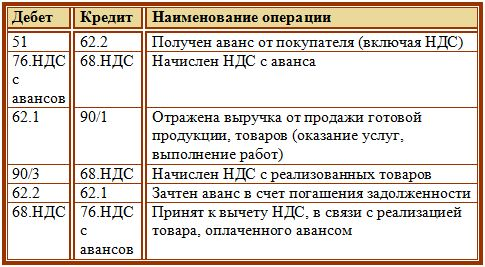 Дебет Кредит Наименование операции
51 62.2 Получен аванс от покупателя (включая НДС)
76.НДС 68.НДС Начислен НДС с аванса
с
авансов
62.1 90/1 Отражена выручка от продажи готовой
продукции, товаров (оказание услуг,
выполнение работ)
90/3 68.НДС Начислен НДС с реализованных товаров
62.2 62.1 Зачтен аванс в счет погашения задолженности
68.НДС 76.НДС Принят к вычету НДС, в связи с реализацией
с товара, оплаченного авансом
авансов